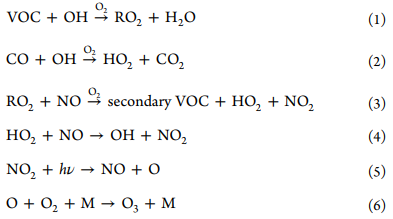 VOC + OH →(O₂) RO₂ + H₂O (1)
CO + OH →(O₂) HO₂ + CO₂ (2)
RO₂ + NO →(O₂) secondary VOC + HO₂ + NO₂ (3)
HO₂ + NO → OH + NO₂ (4)
NO₂ + hν → NO + O (5)
O + O₂ + M → O₃ + M (6)